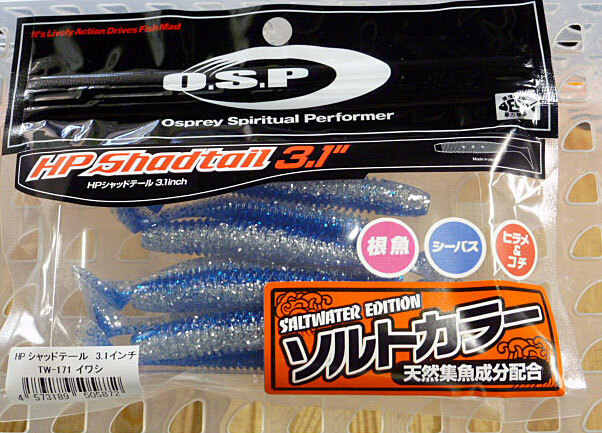 It's Lively Action Drives Fish Mad
O.S.P
Osprey Spiritual Performer
HP Shadtail 3.1"
HPシャッドテール 3.1inch
Made in
根魚
シーバス
ヒラメ
&
コチ
SALTWATER EDITION
ソルトカラー
天然集魚成分配合
HP シャッドテール 3.1インチ
TW-171 イワシ
4 573189 505872